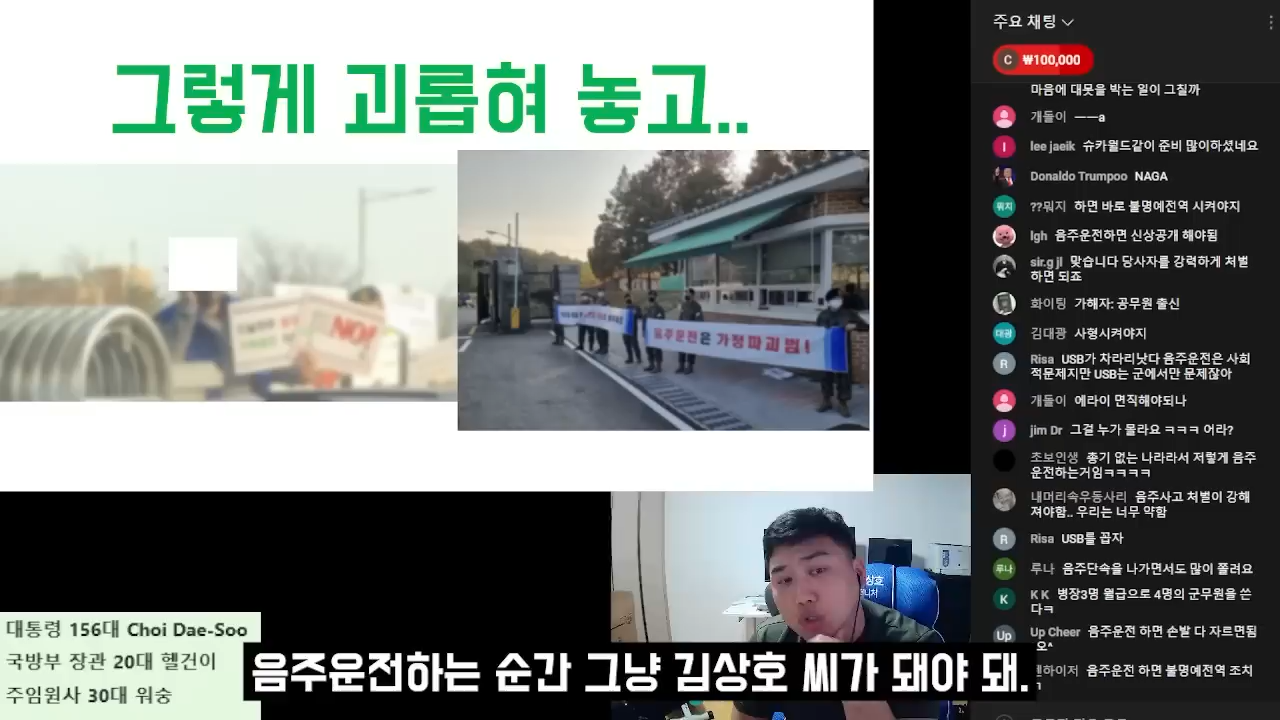 그렇게 괴롭혀 놓고..
NO!
음주운전은 가정파괴범!
대통령 156대 Choi Dae-Soo
국방부 장관 20대 헬건이
주임원사 30대 워숭
음주운전하는 순간 그냥 김상호 씨가 돼야 돼.
주요 채팅
C ₩100,000
마음에 대못을 박는 일이 그질까
개돌이 ㅡㅡa
lee jaeik 슈카월드같이 준비 많이하셨네요
Donaldo Trumpoo NAGA
??뭐지 하면 바로 불명예전역 시켜야지
lgh 음주운전하면 신상공개 해야됨
sir.g jl 맞습니다 당사자를 강력하게 처벌
하면 되죠
화이팅 가해자: 공무원 출신
김대광 사형시켜야지
Risa USB가 차라리낫다 음주운전은 사회
적문제지만 USB는 군에서만 문제잖아
개돌이 에라이 면직해야되나
jim Dr 그걸 누가 몰라요 ㅋㅋㅋ 어라?
초보인생 총기 없는 나라라서 저렇게 음주
운전하는거임ㅋㅋㅋㅋ
내머리속우동사리 음주사고 처벌이 강해
져야함.. 우리는 너무 약함
Risa USB를 꼽자
루나 음주단속을 나가면서도 많이 쫄려요
K K 병장3명 월급으로 4명의 군무원을 쓴
다ㅋ
Up Cheer 음주운전 하면 손발 다 자르면됨
오^
하이저 음주운전 하면 불명예전역 조치